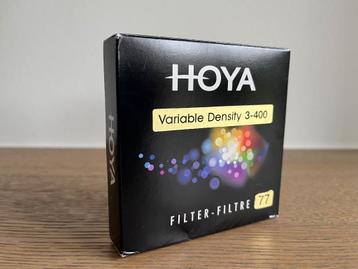 HOYA
Variable Density 3-400
FILTER-FILTRE 77
HOYA